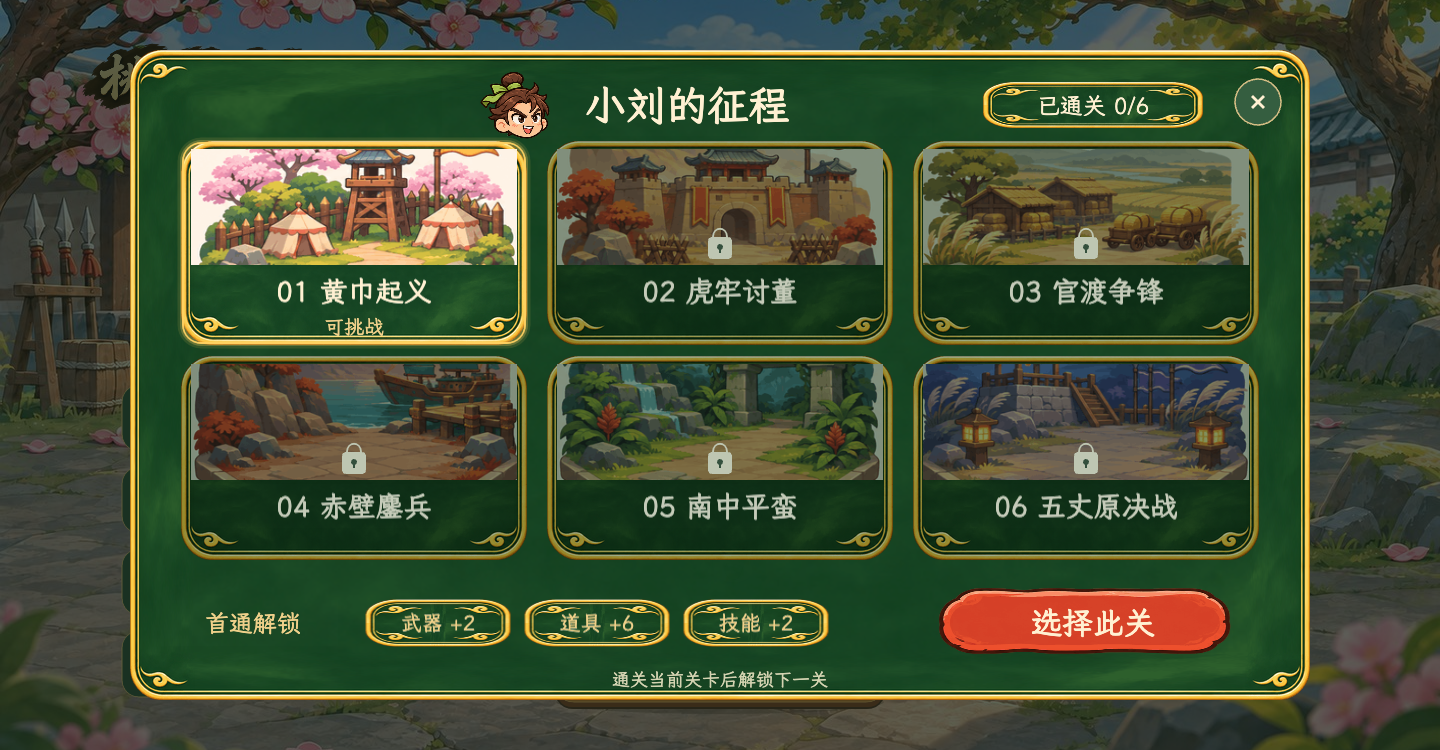 小刘的征程
已通关 0/6
01 黄巾起义
可挑战
02 虎牢讨董
03 官渡争锋
04 赤壁鏖兵
05 南中平蛮
06 五丈原决战
首通解锁
武器 +2
道具 +6
技能 +2
选择此关
通关当前关卡后解锁下一关